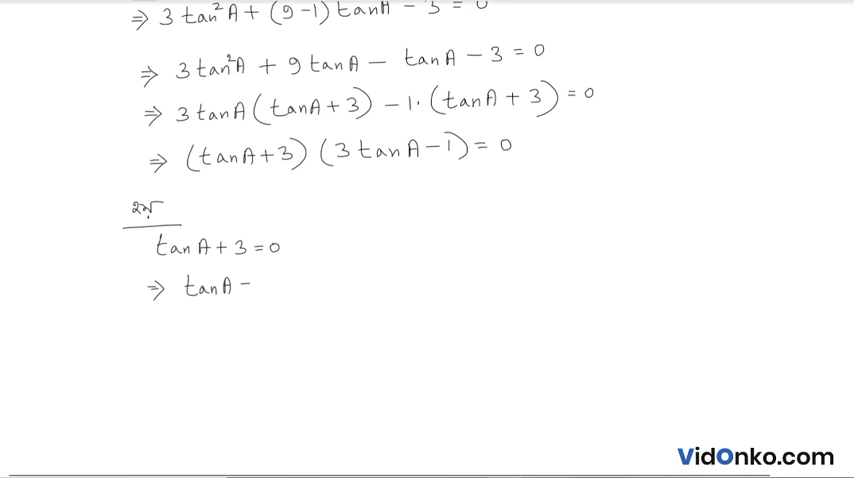 ⇒ 3 tan²A + (9-1) tanA - 3 = 0
⇒ 3 tan²A + 9 tanA - tanA - 3 = 0
⇒ 3 tanA (tanA + 3) - 1. (tanA + 3) = 0
⇒ (tanA + 3) (3 tanA - 1) = 0
হয়
tanA + 3 = 0
⇒ tanA -
VidOnko.com